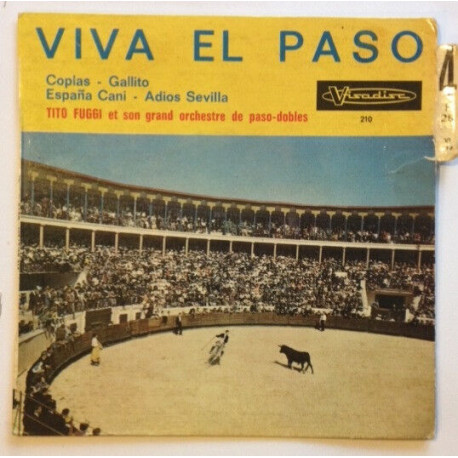 VIVA EL PASO
Coplas - Gallito
España Cani - Adios Sevilla
TITO FUGGI et son grand orchestre de paso-dobles
Visadisc
210